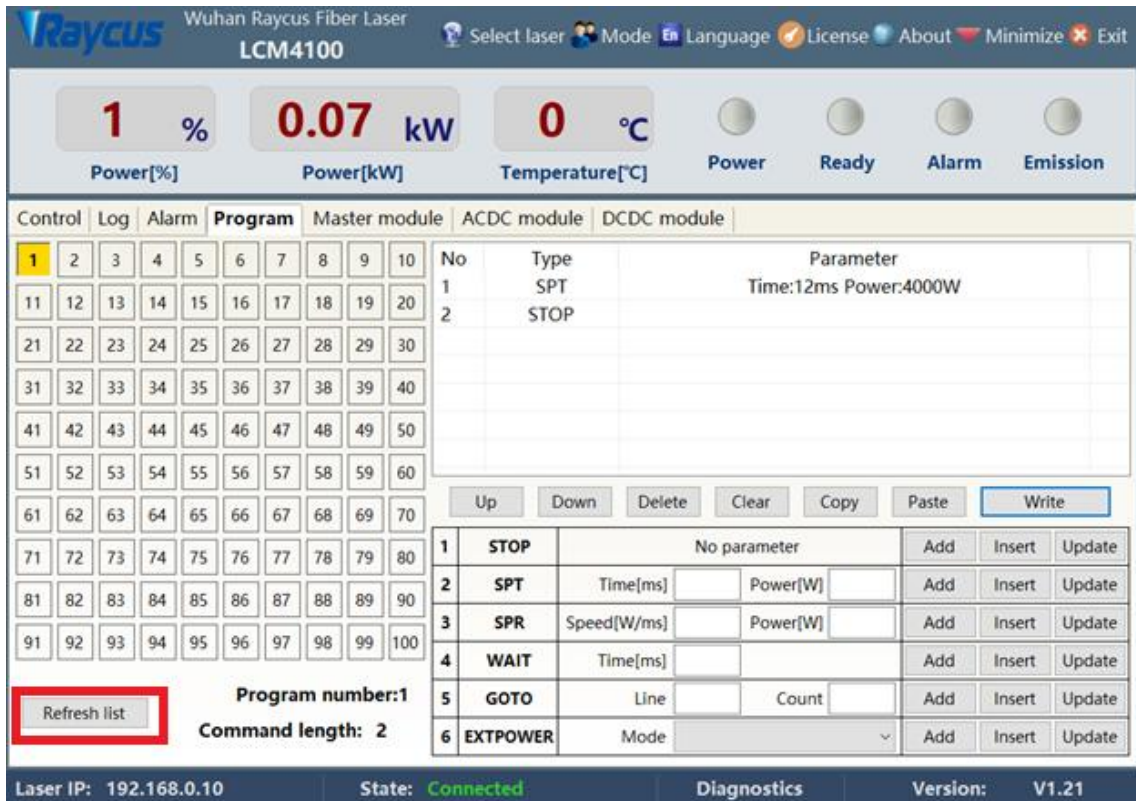 Raycus
Wuhan Raycus Fiber Laser
LCM4100
Select laser Mode En Language License About Minimize Exit
1 % 0.07 kW 0 °C
Power[%] Power[kW] Temperature[°C] Power Ready Alarm Emission
Control Log Alarm Program Master module ACDC module DCDC module
1 2 3 4 5 6 7 8 9 10
11 12 13 14 15 16 17 18 19 20
21 22 23 24 25 26 27 28 29 30
31 32 33 34 35 36 37 38 39 40
41 42 43 44 45 46 47 48 49 50
51 52 53 54 55 56 57 58 59 60
61 62 63 64 65 66 67 68 69 70
71 72 73 74 75 76 77 78 79 80
81 82 83 84 85 86 87 88 89 90
91 92 93 94 95 96 97 98 99 100
Refresh list
Program number:1
Command length: 2
No Type Parameter
1 SPT Time:12ms Power:4000W
2 STOP
Up Down Delete Clear Copy Paste Write
1 STOP No parameter Add Insert Update
2 SPT Time[ms] Power[W] Add Insert Update
3 SPR Speed[W/ms] Power[W] Add Insert Update
4 WAIT Time[ms] Add Insert Update
5 GOTO Line Count Add Insert Update
6 EXTPOWER Mode Add Insert Update
Laser IP: 192.168.0.10 State: Connected Diagnostics Version: V1.21